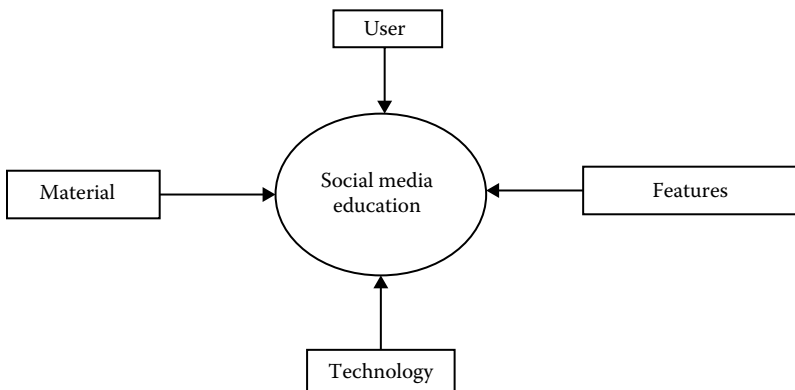 User
Material
Social media
education
Features
Technology